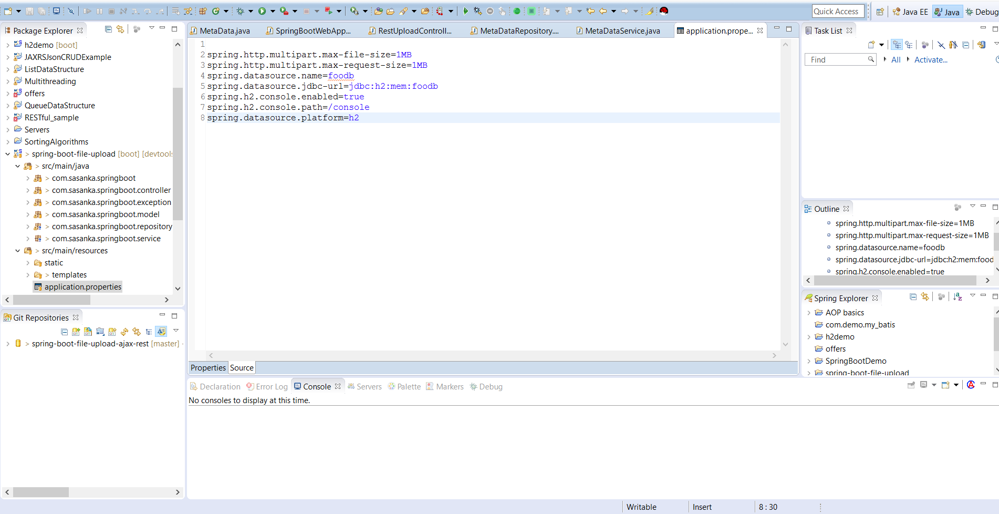 Quick Access
Java EE
Java
Debug
Package Explorer
h2demo [boot]
JAXRSJsonCRUDExample
ListDataStructure
Multithreading
offers
QueueDataStructure
RESTful_sample
Servers
SortingAlgorithms
> spring-boot-file-upload [boot] [devtools
> src/main/java
> com.sasanka.springboot
> com.sasanka.springboot.controller
> com.sasanka.springboot.exception
> com.sasanka.springboot.model
> com.sasanka.springboot.repository
> com.sasanka.springboot.service
> src/main/resources
static
> templates
application.properties
Git Repositories
> spring-boot-file-upload-ajax-rest [master] -
MetaData.java
SpringBootWebApp...
RestUploadControll...
MetaDataRepository....
MetaDataService.java
application.prope...
1
2 spring.http.multipart.max-file-size=1MB
3 spring.http.multipart.max-request-size=1MB
4 spring.datasource.name=foodb
5 spring.datasource.jdbc-url=jdbc:h2:mem:foodb
6 spring.h2.console.enabled=true
7 spring.h2.console.path=/console
8 spring.datasource.platform=h2
Properties
Source
Declaration
Error Log
Console
Servers
Palette
Markers
Debug
No consoles to display at this time.
Task List
Find
All
Activate...
Outline
spring.http.multipart.max-file-size=1MB
spring.http.multipart.max-request-size=1MB
spring.datasource.name=foodb
spring.datasource.jdbc-url=jdbc:h2:mem:food
spring.h2.console.enabled=true
Spring Explorer
AOP basics
com.demo.my_batis
h2demo
offers
SpringBootDemo
spring-boot-file-upload
Writable
Insert
8 : 30